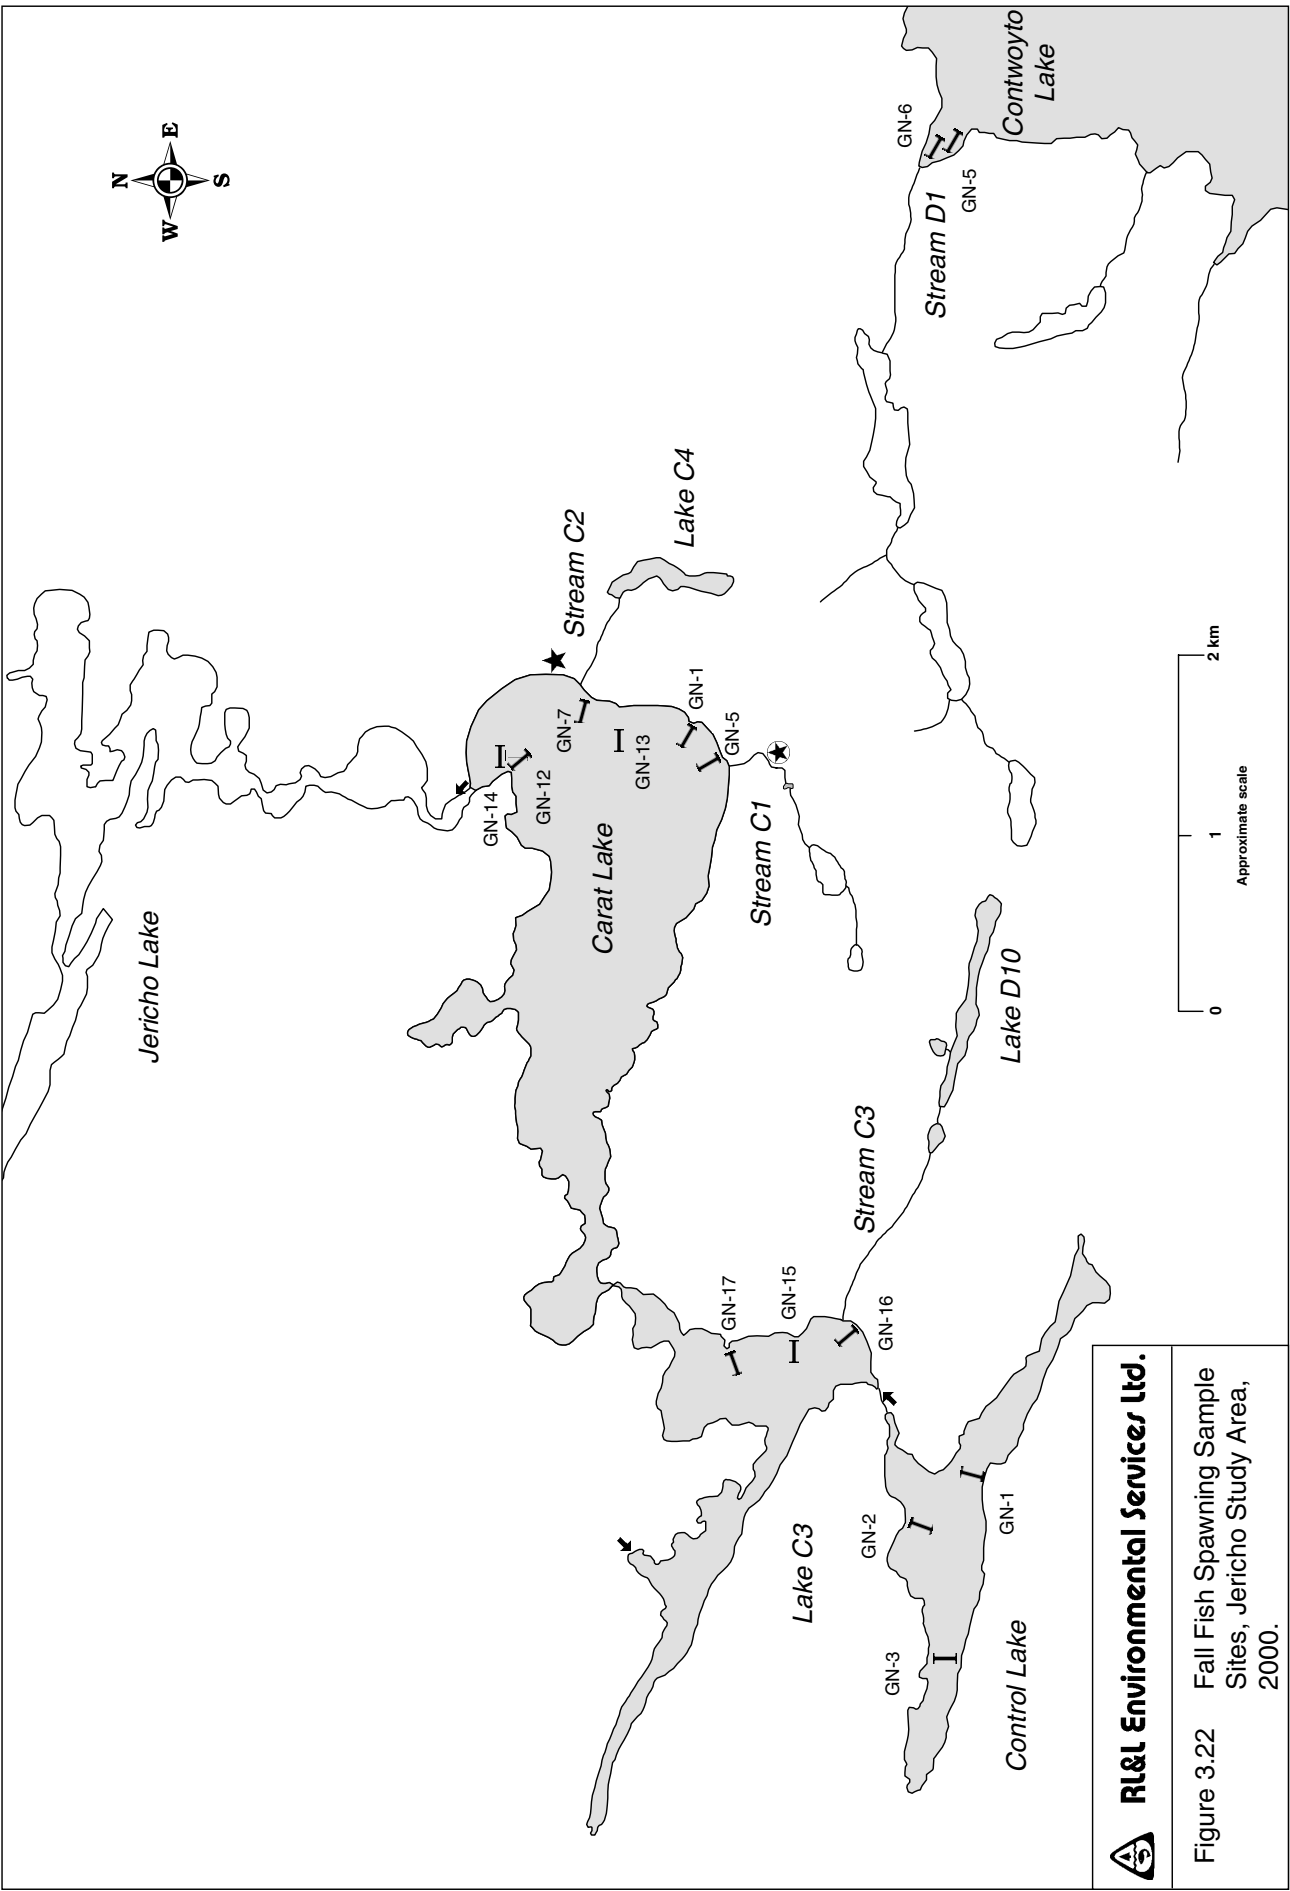 N
W
E
S
Jericho Lake
Carat Lake
GN-14
GN-12
GN-7
GN-13
GN-1
GN-5
Stream C2
Lake C4
Stream C1
GN-6
GN-5
Stream D1
Contwoyto
Lake
Lake D10
Stream C3
GN-17
GN-15
GN-16
Lake C3
GN-2
GN-1
GN-3
Control Lake
0
1
2 km
Approximate scale
RL&L Environmental Services Ltd.
Figure 3.22 Fall Fish Spawning Sample
Sites, Jericho Study Area,
2000.